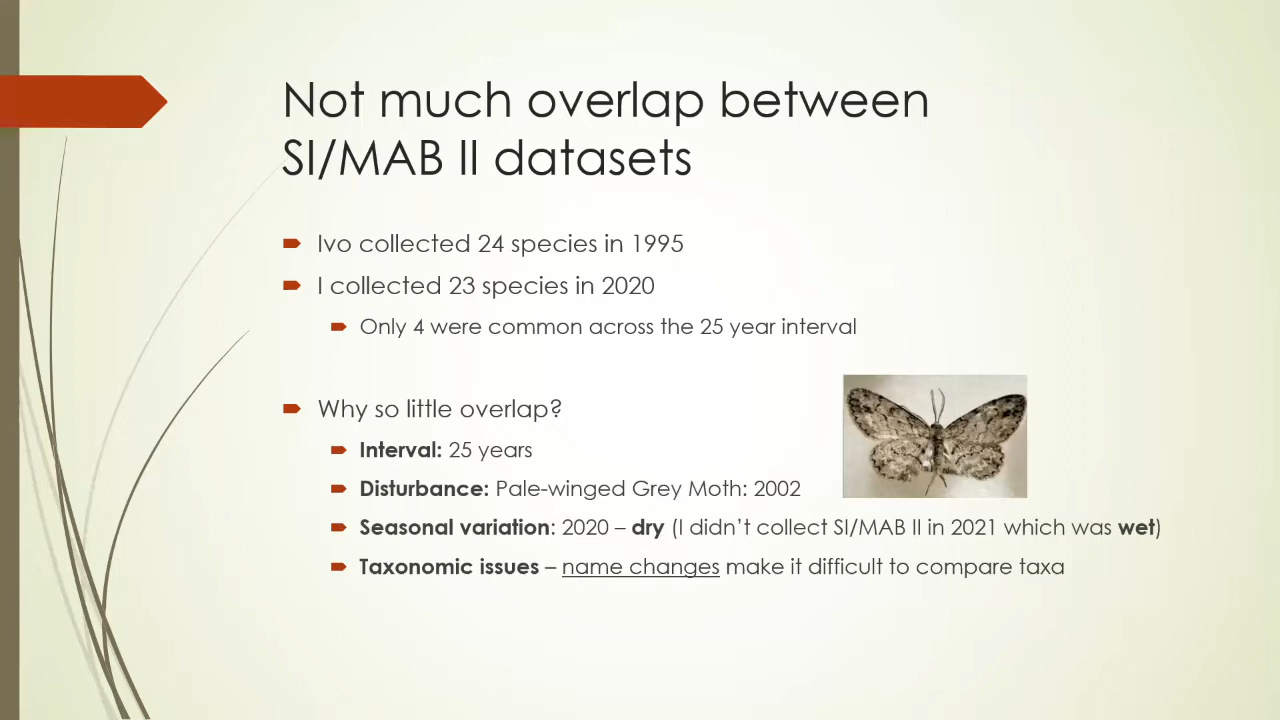 Not much overlap between
SI/MAB II datasets
Ivo collected 24 species in 1995
I collected 23 species in 2020
Only 4 were common across the 25 year interval
Why so little overlap?
Interval: 25 years
Disturbance: Pale-winged Grey Moth: 2002
Seasonal variation: 2020 – dry (I didn’t collect SI/MAB II in 2021 which was wet)
Taxonomic issues – name changes make it difficult to compare taxa